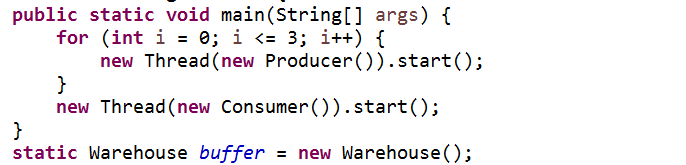 public static void main(String[] args) {
    for (int i = 0; i <= 3; i++) {
        new Thread(new Producer()).start();
    }
    new Thread(new Consumer()).start();
}
static Warehouse buffer = new Warehouse();